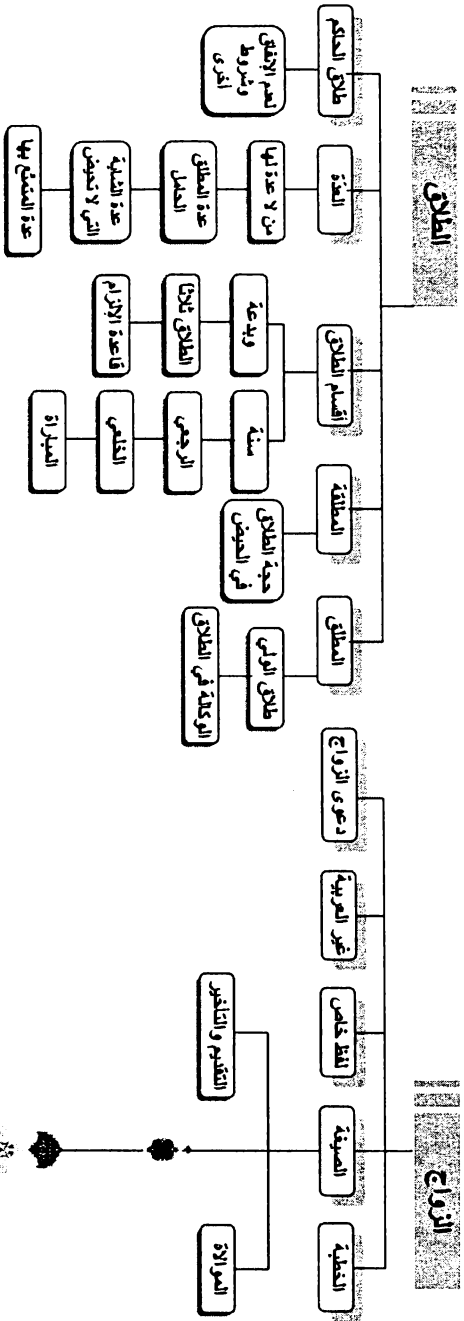 الزواج
الخطبة
الصيغة
الموالاة
التقديم والتأخير
لفظ خاص
غير العربية
دعوى الزواج
الطلاق
المطلق
طلاق الولي
الوكالة في الطلاق
المطلقة
حجة الطلاق
في الحيض
أقسام الطلاق
سنة
الرجعي
الخلعي
المباراة
وبدعة
الطلاق ثلاثا
قاعدة الإلزام
العدة
من لا عدة لها
عدة المطلق
الحامل
عدة الشابة
التي لا تحيض
عدة المتمتع بها
طلاق الحاكم
لعدم الإنفاق
وشروط
أخرى